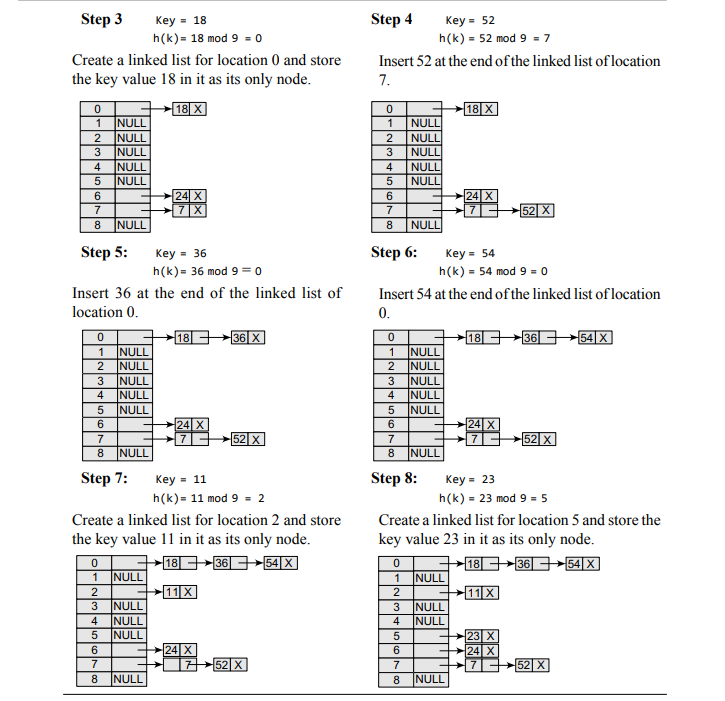 Step 3 Key = 18
h(k)= 18 mod 9 = 0
Create a linked list for location 0 and store
the key value 18 in it as its only node.
0 18 X
1 NULL
2 NULL
3 NULL
4 NULL
5 NULL
6 24 X
7 7 X
8 NULL
Step 4 Key = 52
h(k) = 52 mod 9 = 7
Insert 52 at the end of the linked list of location
7.
0 18 X
1 NULL
2 NULL
3 NULL
4 NULL
5 NULL
6 24 X
7 7 52 X
8 NULL
Step 5: Key = 36
h(k)= 36 mod 9 = 0
Insert 36 at the end of the linked list of
location 0.
0 18 36 X
1 NULL
2 NULL
3 NULL
4 NULL
5 NULL
6 24 X
7 7 52 X
8 NULL
Step 6: Key = 54
h(k) = 54 mod 9 = 0
Insert 54 at the end of the linked list of location
0.
0 18 36 54 X
1 NULL
2 NULL
3 NULL
4 NULL
5 NULL
6 24 X
7 7 52 X
8 NULL
Step 7: Key = 11
h(k)= 11 mod 9 = 2
Create a linked list for location 2 and store
the key value 11 in it as its only node.
0 18 36 54 X
1 NULL
2 11 X
3 NULL
4 NULL
5 NULL
6 24 X
7 7 52 X
8 NULL
Step 8: Key = 23
h(k) = 23 mod 9 = 5
Create a linked list for location 5 and store the
key value 23 in it as its only node.
0 18 36 54 X
1 NULL
2 11 X
3 NULL
4 NULL
5 23 X
6 24 X
7 7 52 X
8 NULL